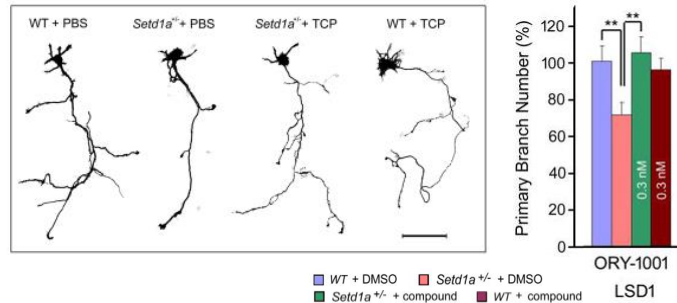 WT + PBS Setd1a+/- + PBS Setd1a+/- + TCP WT + TCP
Primary Branch Number (%)
120
100
80
60
40
20
0
** **
0.3 nM
0.3 nM
ORY-1001
LSD1
WT + DMSO Setd1a +/- + DMSO
Setd1a +/- + compound WT + compound